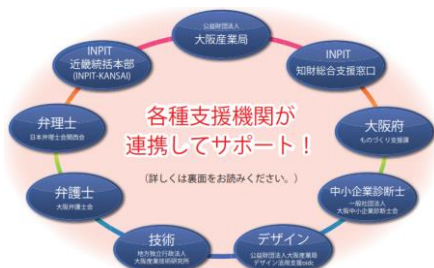 公益財団法人
大阪産業局
INPIT
近畿統括本部
(INPIT-KANSAI)
INPIT
知財総合支援窓口
各種支援機関が
連携してサポート！
(詳しくは裏面をお読みください。)
弁理士
日本弁理士会関西会
大阪府
ものづくり支援課
弁護士
大阪弁護士会
中小企業診断士
一般社団法人
大阪中小企業診断士会
技術
地方独立行政法人
大阪産業技術研究所
デザイン
公益財団法人大阪産業局
デザイン活用支援oidc